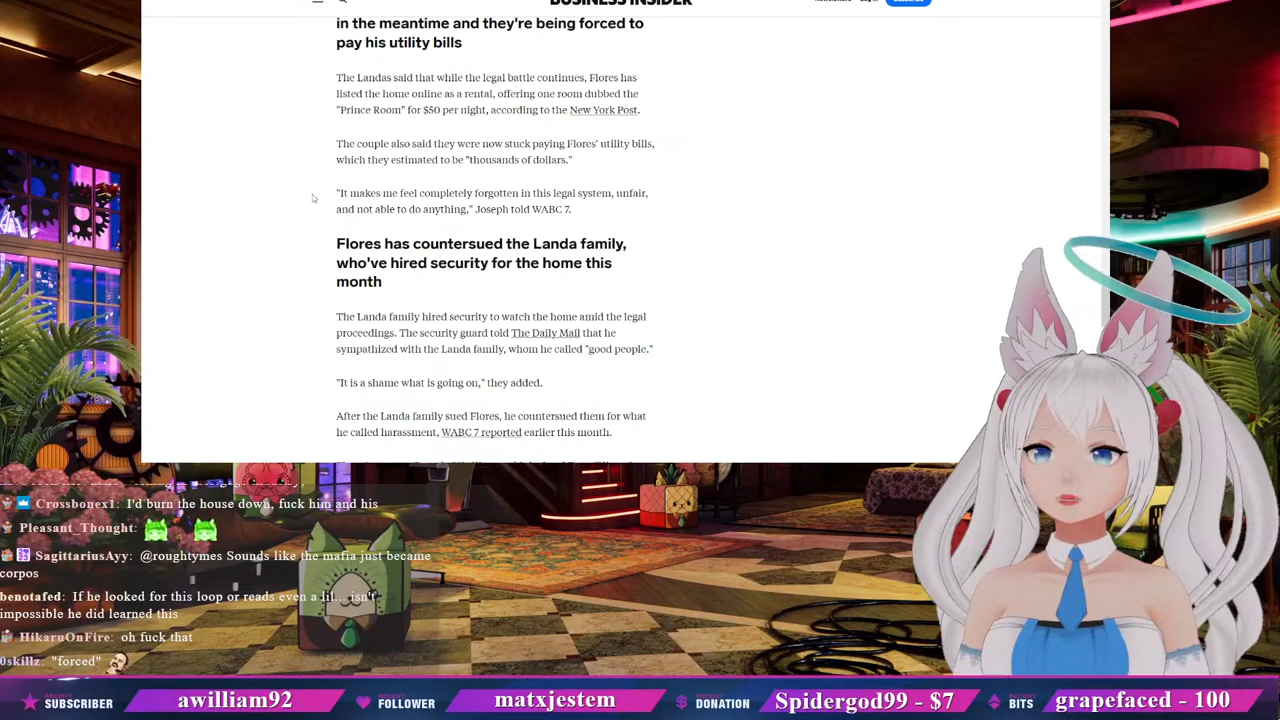 BUSINESS INSIDER
in the meantime and they're being forced to
pay his utility bills
The Landas said that while the legal battle continues, Flores has
listed the home online as a rental, offering one room dubbed the
"Prince Room" for $50 per night, according to the New York Post.
The couple also said they were now stuck paying Flores' utility bills,
which they estimated to be "thousands of dollars."
"It makes me feel completely forgotten in this legal system, unfair,
and not able to do anything," Joseph told WABC 7.
Flores has countersued the Landa family,
who've hired security for the home this
month
The Landa family hired security to watch the home amid the legal
proceedings. The security guard told The Daily Mail that he
sympathized with the Landa family, whom he called "good people."
"It is a shame what is going on," they added.
After the Landa family sued Flores, he countersued them for what
he called harassment, WABC 7 reported earlier this month.
Crossbonex1: I'd burn the house down, fuck him and his
Pleasant_Thought:
SagittariusAyy: @roughtymes Sounds like the mafia just became
corpos
benotafed: If he looked for this loop or reads even a lil... isn't
impossible he did learned this
HikaruOnFire: oh fuck that
0skillz: "forced"
RECENT SUBSCRIBER awilliam92 RECENT FOLLOWER matxjestem RECENT DONATION Spidergod99 - $7 RECENT BITS grapefaced - 100